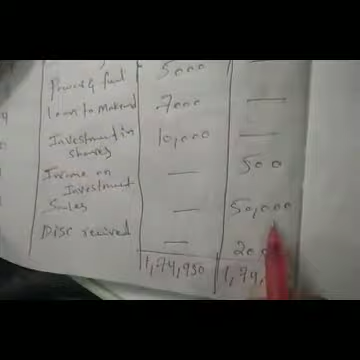 Power & fuel 5000
Loan to Makrand 7000 —
Investment in shares 10,000 —
Income on Investment — 500
Sales — 50,000
Disc received — 200
1,74,950 1,74,